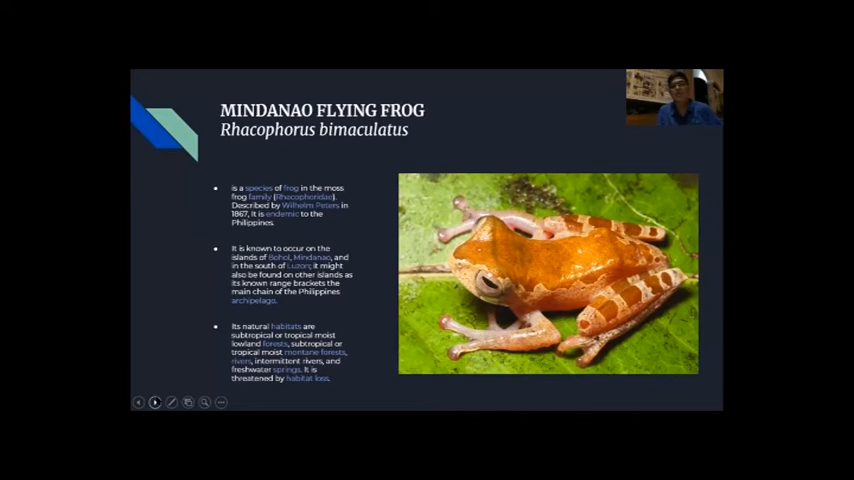 MINDANAO FLYING FROG
Rhacophorus bimaculatus
is a species of frog in the moss
frog family (Rhacophoridae).
Described by Wilhelm Peters in
1867, It is endemic to the
Philippines.
It is known to occur on the
islands of Bohol, Mindanao, and
in the south of Luzon; it might
also be found on other islands as
its known range brackets the
main chain of the Philippines
archipelago.
Its natural habitats are
subtropical or tropical moist
lowland forests, subtropical or
tropical moist montane forests,
rivers, intermittent rivers, and
freshwater springs. It is
threatened by habitat loss.